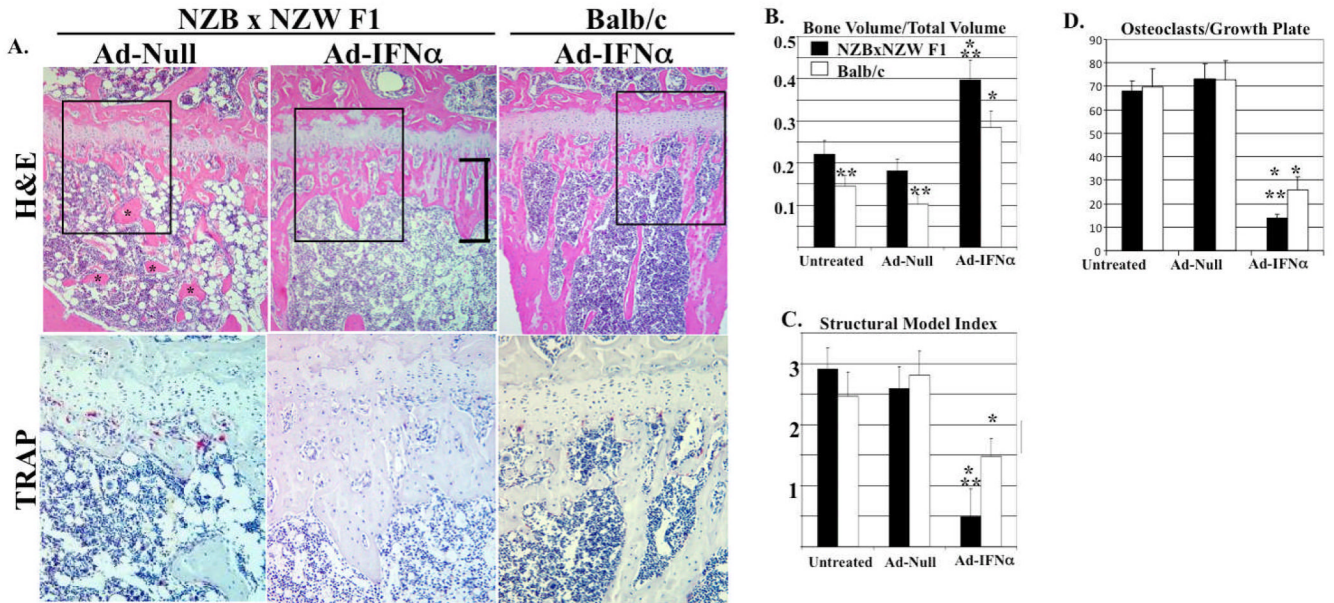 NZB x NZW F1
Balb/c
A.
Ad-Null
Ad-IFNα
Ad-IFNα
H&E
*
*
*
*
TRAP
B.
Bone Volume/Total Volume
NZBxNZW F1
Balb/c
0.5
0.4
0.3
0.2
0.1
**
**
*
**
*
Untreated
Ad-Null
Ad-IFNα
C.
Structural Model Index
3
2
1
*
**
*
Untreated
Ad-Null
Ad-IFNα
D.
Osteoclasts/Growth Plate
90
80
70
60
50
40
30
20
10
0
*
**
*
Untreated
Ad-Null
Ad-IFNα